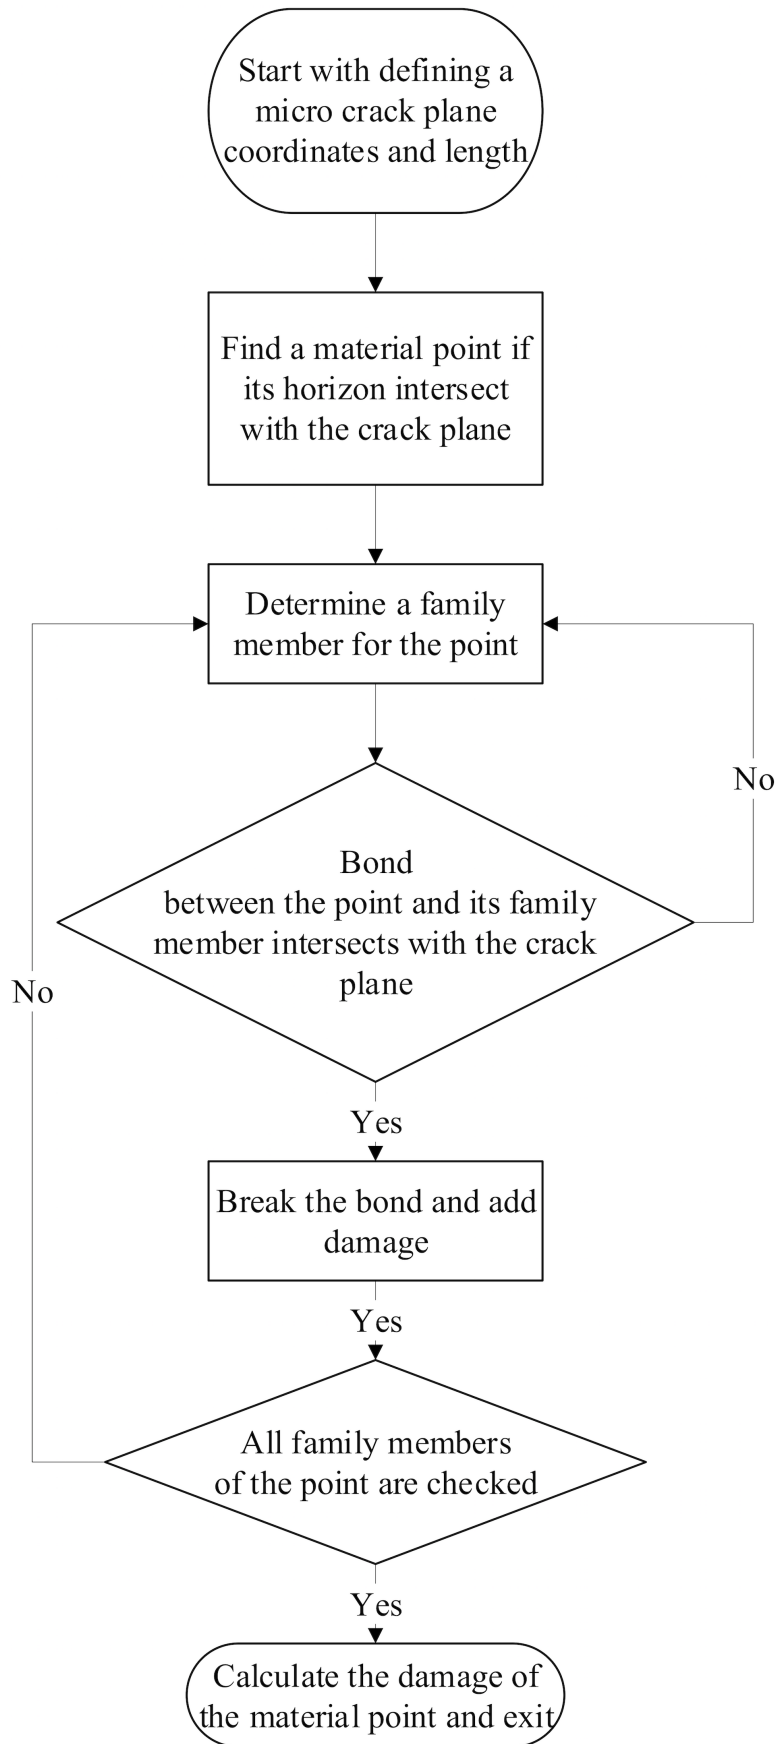 Start with defining a
micro crack plane
coordinates and length
Find a material point if
its horizon intersect
with the crack plane
Determine a family
member for the point
No
Bond
between the point and its family
member intersects with the crack
plane
No
Yes
Break the bond and add
damage
Yes
All family members
of the point are checked
Yes
Calculate the damage of
the material point and exit